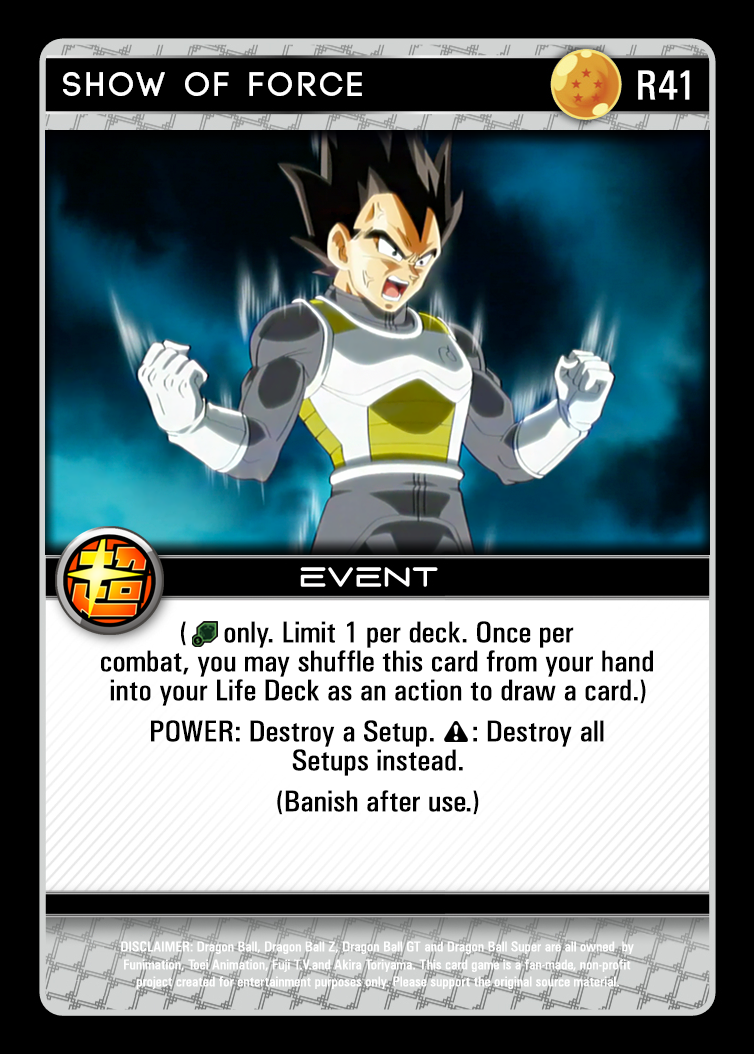 SHOW OF FORCE
R41
超
EVENT
( only. Limit 1 per deck. Once per
combat, you may shuffle this card from your hand
into your Life Deck as an action to draw a card.)
POWER: Destroy a Setup. ⚠: Destroy all
Setups instead.
(Banish after use.)
DISCLAIMER: Dragon Ball, Dragon Ball Z, Dragon Ball GT and Dragon Ball Super are all owned by
Funimation, Toei Animation, Fuji T.V.and Akira Toriyama. This card game is a fan-made, non-profit
project created for entertainment purposes only. Please support the original source material.